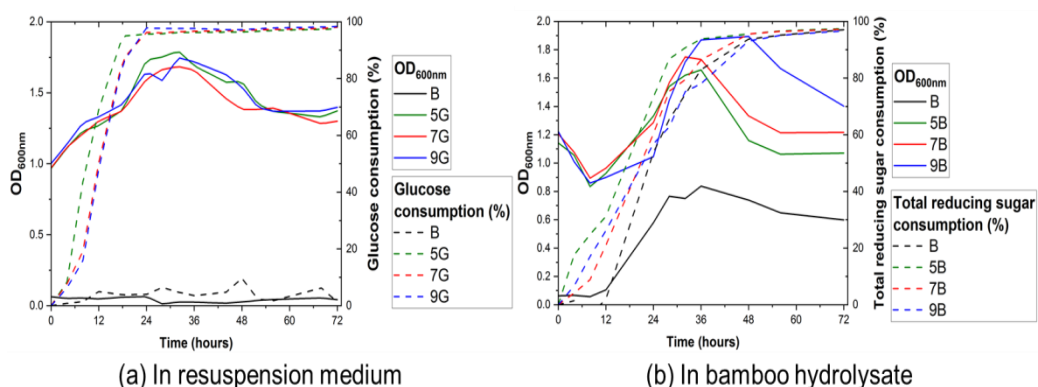 2.0
1.5
1.0
0.5
0.0
OD600nm
0 12 24 36 48 60 72
Time (hours)
100
80
60
40
20
0
Glucose consumption (%)
OD600nm
B
5G
7G
9G
Glucose
consumption (%)
B
5G
7G
9G
(a) In resuspension medium
2.0
1.8
1.6
1.4
1.2
1.0
0.8
0.6
0.4
0.2
0.0
OD600nm
0 12 24 36 48 60 72
Time (hours)
100
80
60
40
20
0
Total reducing sugar consumption (%)
OD600nm
B
5B
7B
9B
Total reducing sugar
consumption (%)
B
5B
7B
9B
(b) In bamboo hydrolysate